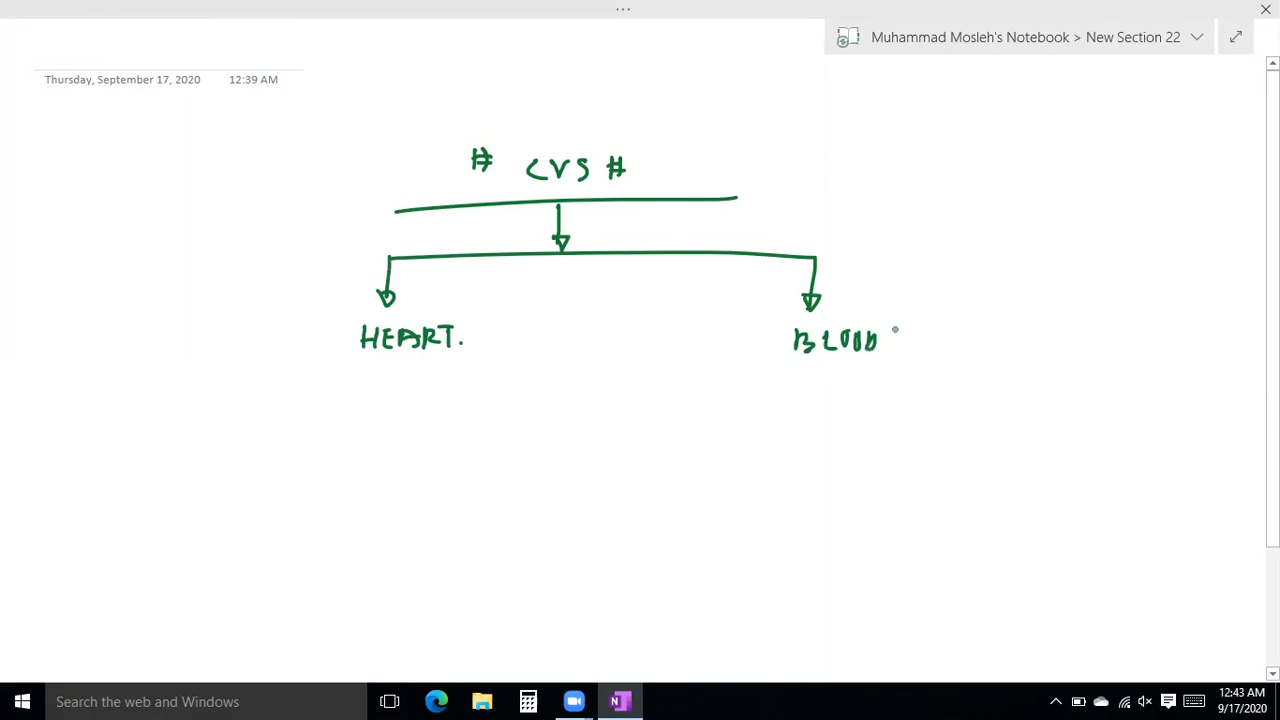 Muhammad Mosleh's Notebook > New Section 22
Thursday, September 17, 2020 12:39 AM
# CVS #
HEART.
BLOOD
Search the web and Windows
12:43 AM
9/17/2020